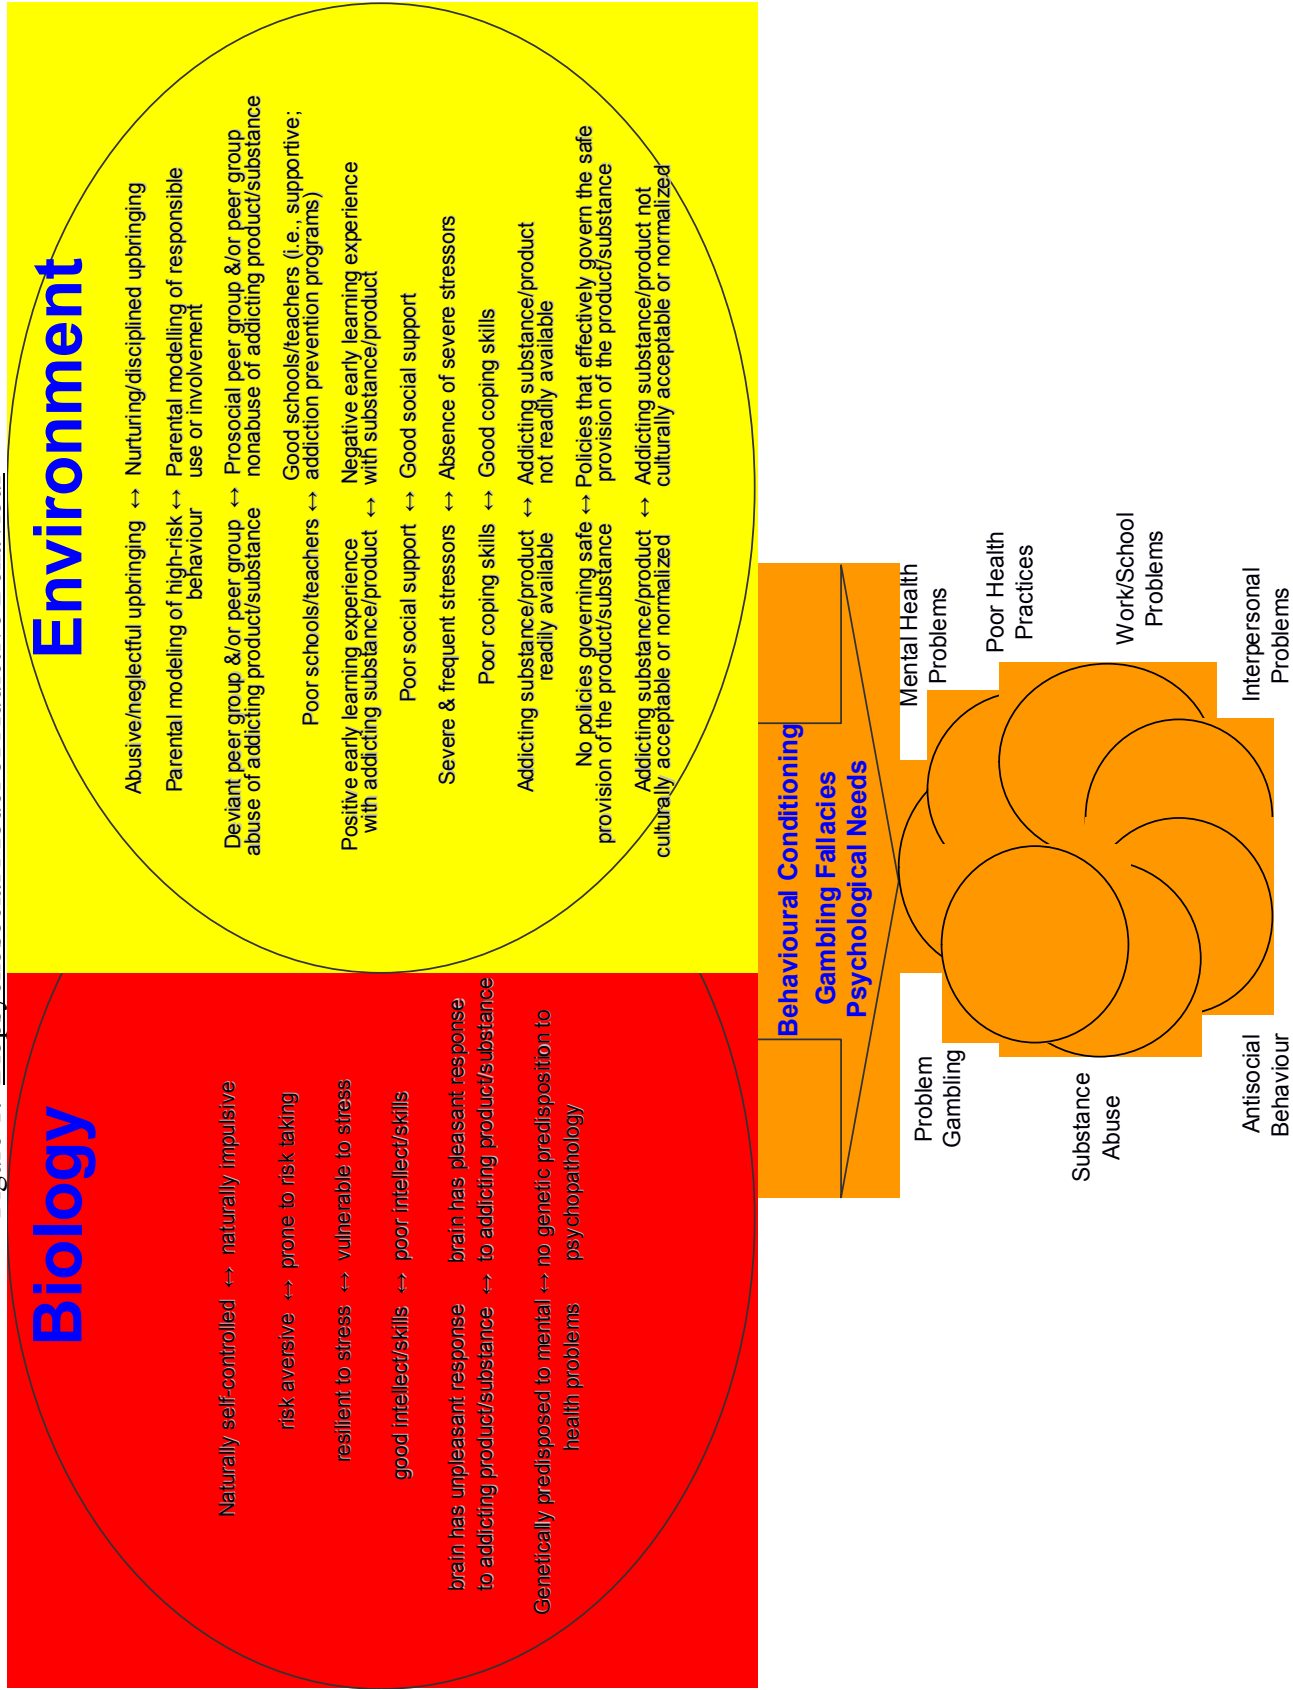 Biology
Naturally self-controlled ↔ naturally impulsive
risk aversive ↔ prone to risk taking
resilient to stress ↔ vulnerable to stress
good intellect/skills ↔ poor intellect/skills
brain has unpleasant response brain has pleasant response
to addicting product/substance ↔ to addicting product/substance
Genetically predisposed to mental ↔ no genetic predisposition to
health problems psychopathology
Environment
Abusive/neglectful upbringing ↔ Nurturing/disciplined upbringing
Parental modeling of high-risk ↔ Parental modelling of responsible
behaviour use or involvement
Deviant peer group &/or peer group ↔ Prosocial peer group &/or peer group
abuse of addicting product/substance nonabuse of addicting product/substance
Good schools/teachers (i.e., supportive;
Poor schools/teachers ↔ addiction prevention programs)
Positive early learning experience Negative early learning experience
with addicting substance/product ↔ with substance/product
Poor social support ↔ Good social support
Severe & frequent stressors ↔ Absence of severe stressors
Poor coping skills ↔ Good coping skills
Addicting substance/product ↔ Addicting substance/product
readily available not readily available
No policies governing safe ↔ Policies that effectively govern the safe
provision of the product/substance provision of the product/substance
Addicting substance/product ↔ Addicting substance/product not
culturally acceptable or normalized culturally acceptable or normalized
Behavioural Conditioning
Gambling Fallacies
Psychological Needs
Problem
Gambling
Mental Health
Problems
Poor Health
Practices
Substance
Abuse
Work/School
Problems
Antisocial
Behaviour
Interpersonal
Problems